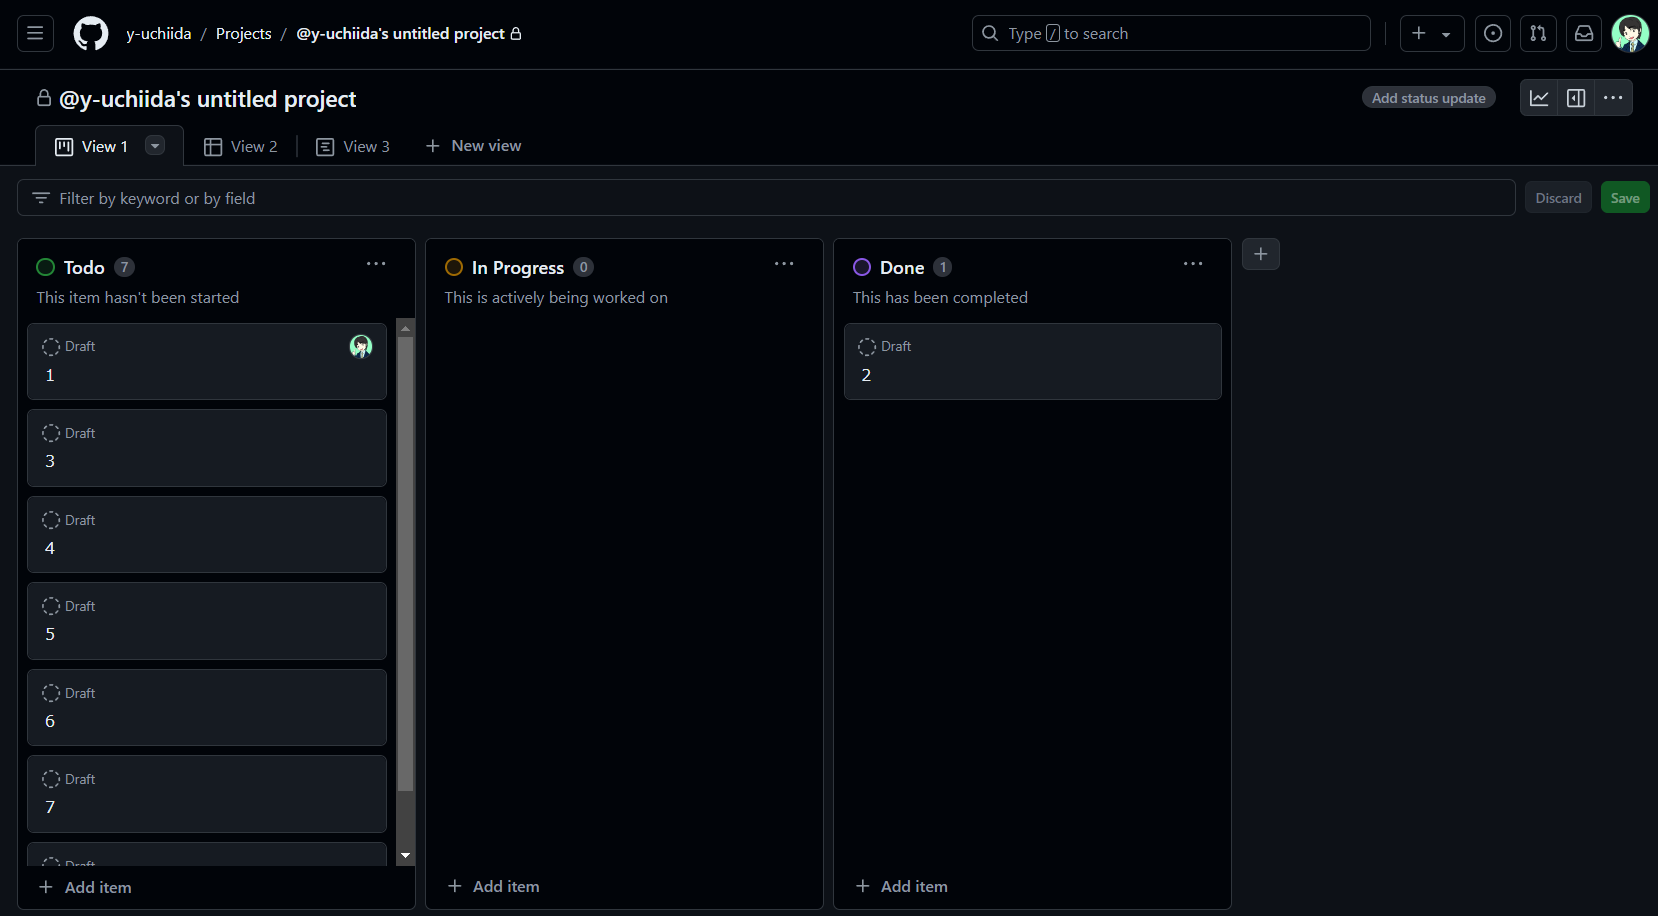 y-uchiida / Projects / @y-uchiida's untitled project
Type / to search
@y-uchiida's untitled project
Add status update
View 1
View 2
View 3
New view
Filter by keyword or by field
Discard
Save
Todo 7
This item hasn't been started
Draft
1
Draft
3
Draft
4
Draft
5
Draft
6
Draft
7
Draft
Add item
In Progress 0
This is actively being worked on
Add item
Done 1
This has been completed
Draft
2
Add item